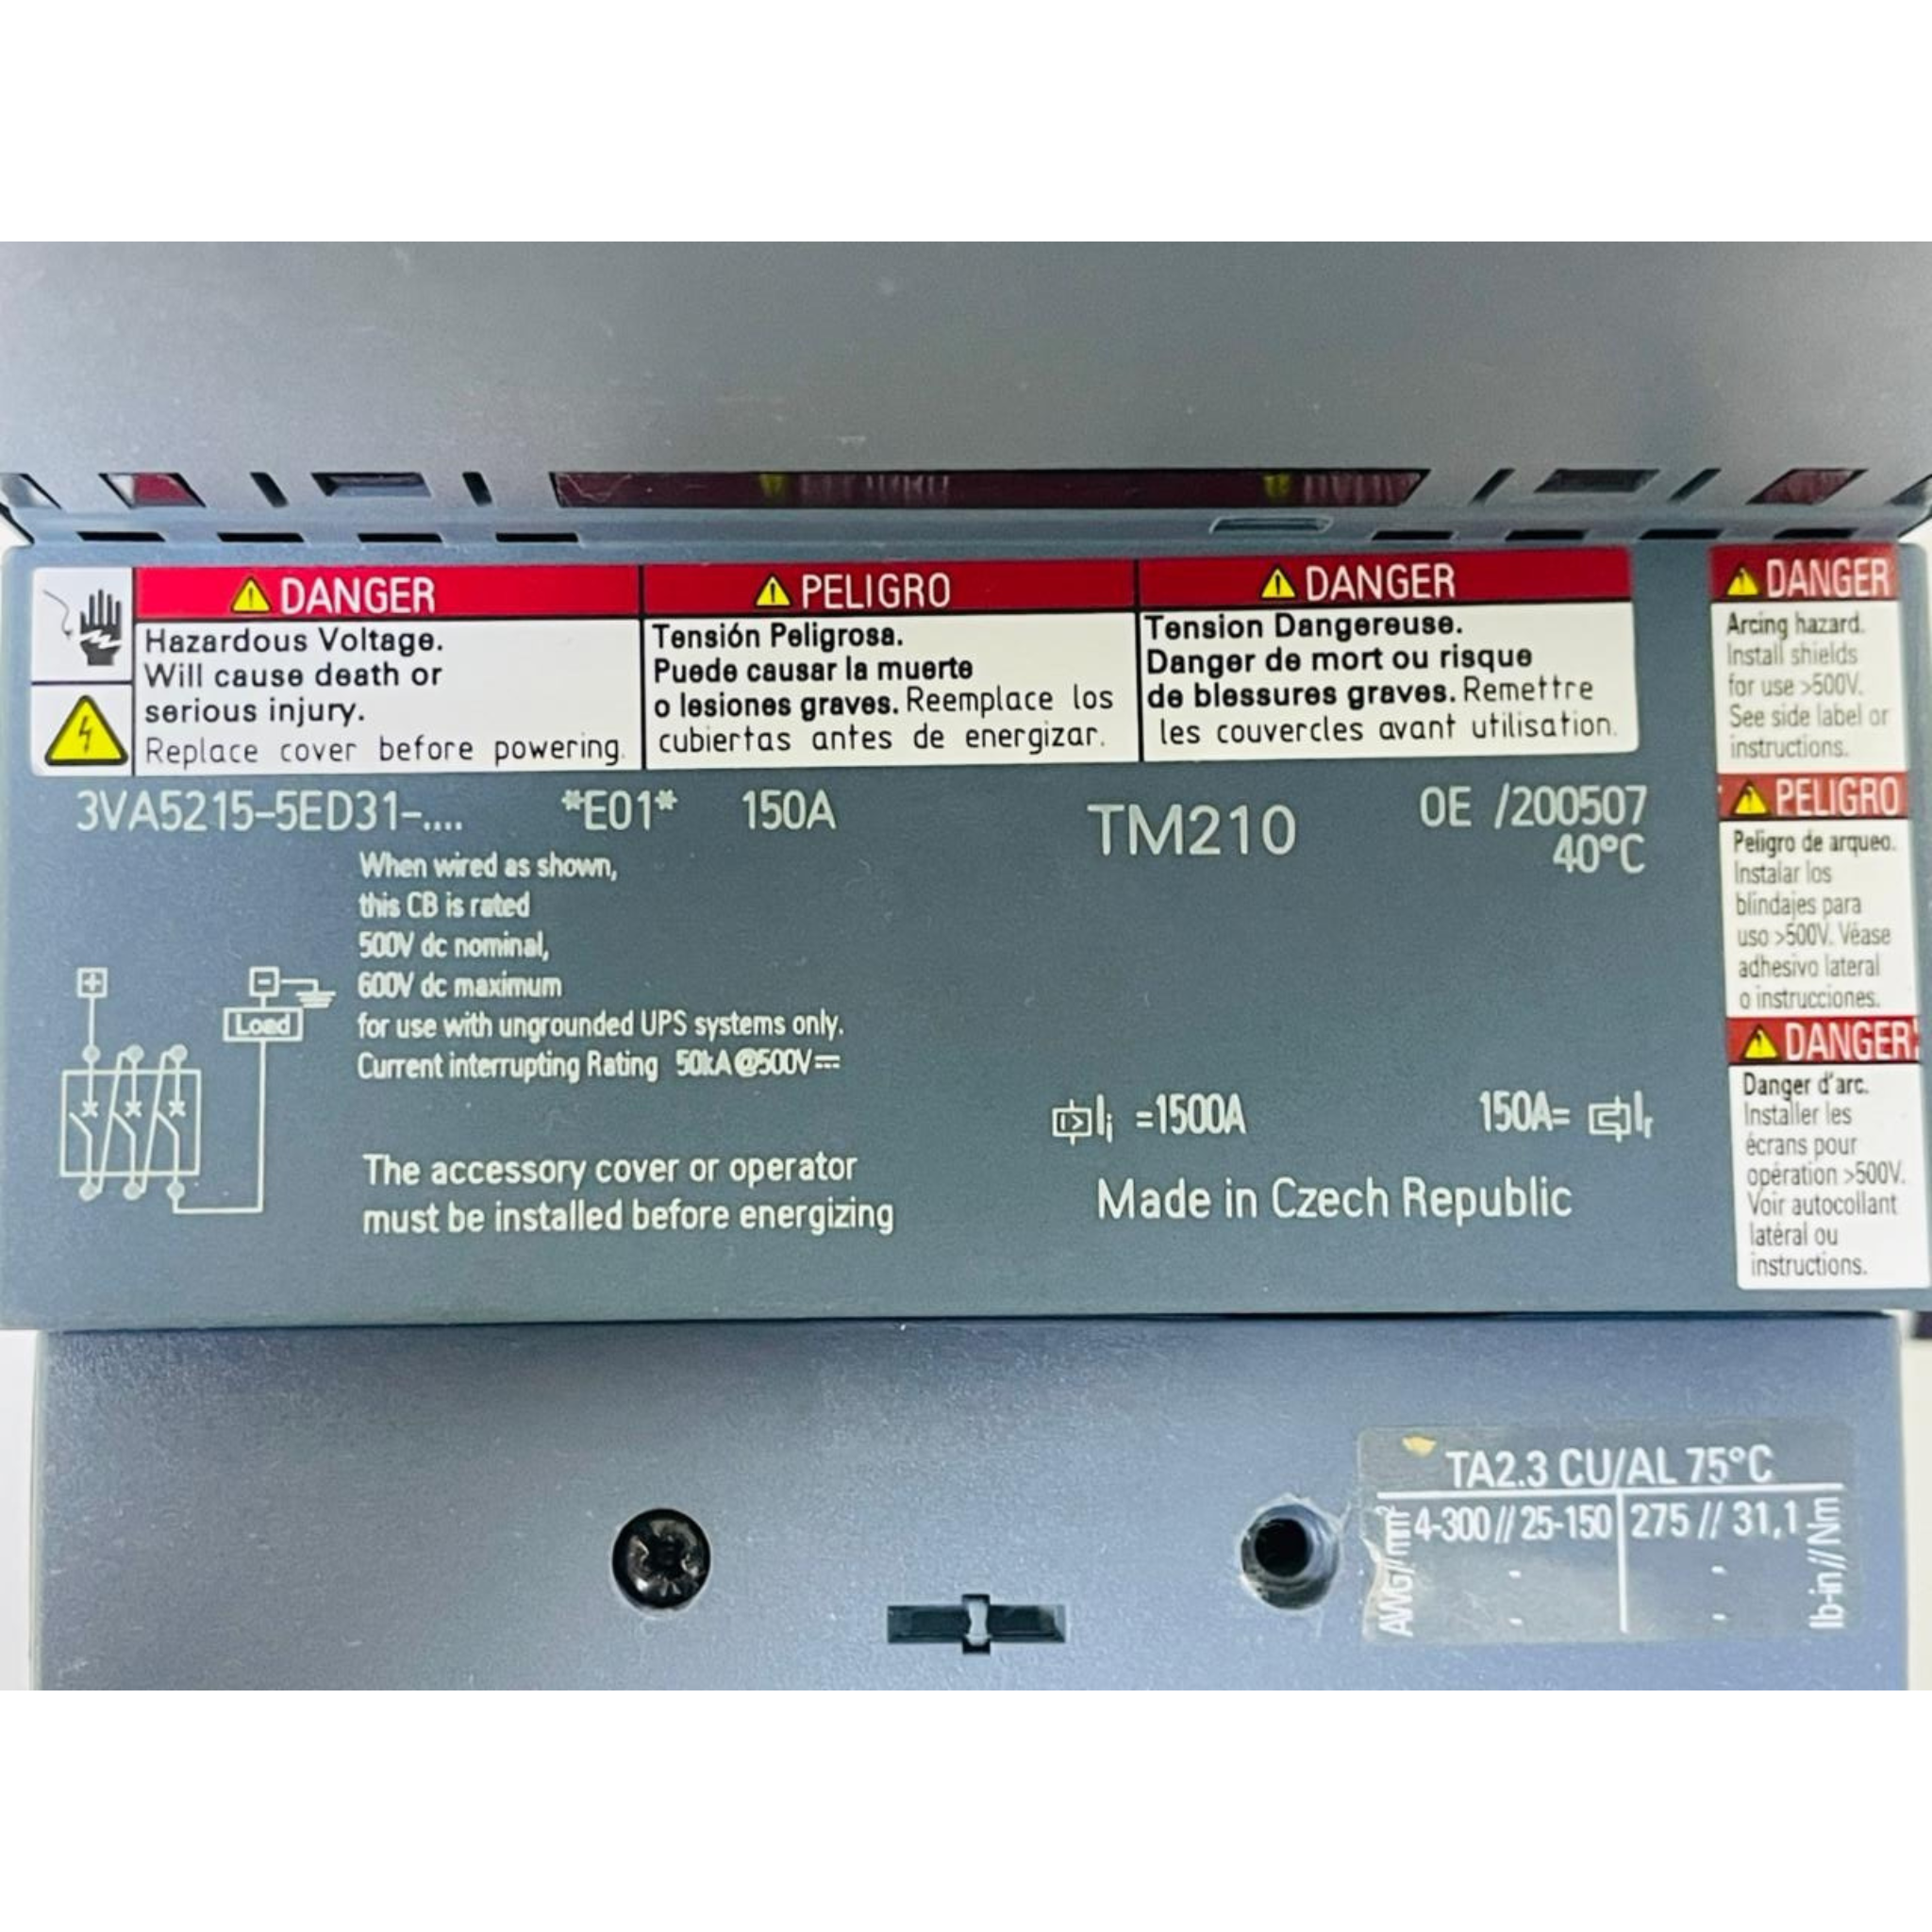 DANGER
Hazardous Voltage.
Will cause death or
serious injury.
Replace cover before powering.
PELIGRO
Tensión Peligrosa.
Puede causar la muerte
o lesiones graves. Reemplace los
cubiertas antes de energizar.
DANGER
Tension Dangereuse.
Danger de mort ou risque
de blessures graves. Remettre
les couvercles avant utilisation.
DANGER
Arcing hazard.
Install shields
for use >500V.
See side label or
instructions.
PELIGRO
Peligro de arqueo.
Instalar los
blindajes para
uso >500V. Véase
adhesivo lateral
o instrucciones.
DANGER
Danger d'arc.
Installer les
écrans pour
opération >500V.
Voir autocollant
latéral ou
instructions.
3VA5215-5ED31-.... *E01* 150A TM210 0E /200507
40°C
When wired as shown,
this CB is rated
500V dc nominal,
600V dc maximum
for use with ungrounded UPS systems only.
Current interrupting Rating 50kA@500V⎓
+ -
Load
Ii =1500A 150A= Ir
The accessory cover or operator
must be installed before energizing
Made in Czech Republic
TA2.3 CU/AL 75°C
AWG//mm² 4-300//25-150 275//31,1 lb-in//Nm